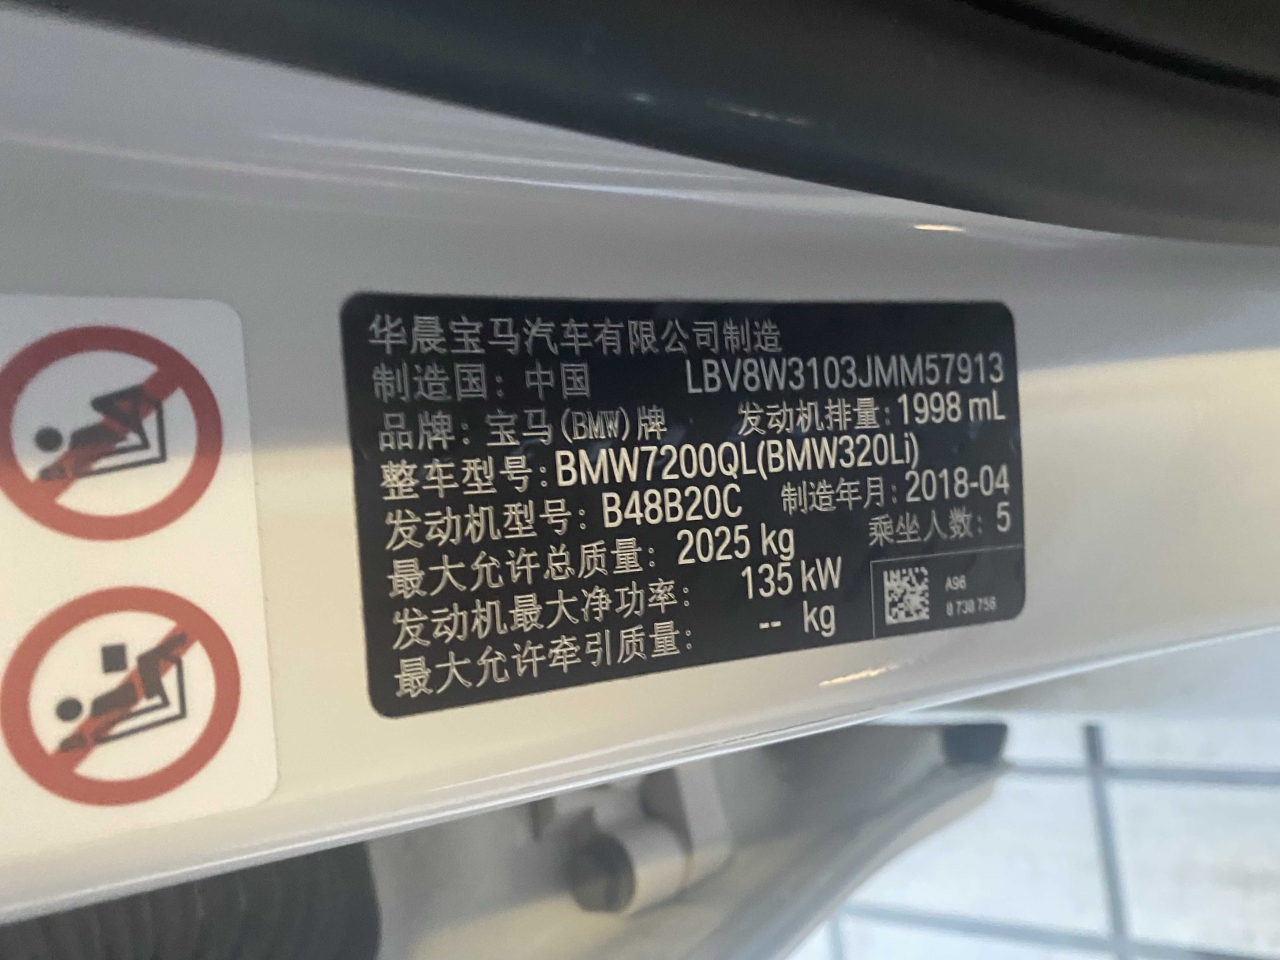 华晨宝马汽车有限公司制造
制造国：中国 LBV8W3103JMM57913
品牌：宝马(BMW)牌 发动机排量：1998 mL
整车型号：BMW7200QL(BMW320Li)
发动机型号：B48B20C 制造年月：2018-04
最大允许总质量：2025 kg 乘坐人数：5
发动机最大净功率：135 kW
最大允许牵引质量：-- kg
A96
8 738 756